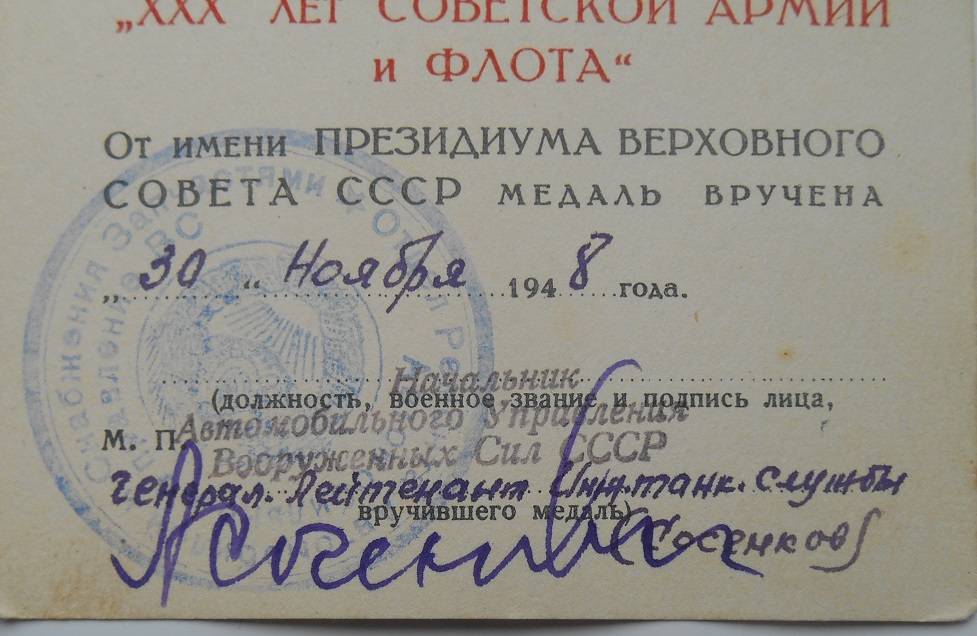 „XXX ЛЕТ СОВЕТСКОЙ АРМИИ
и ФЛОТА“
От имени ПРЕЗИДИУМА ВЕРХОВНОГО
СОВЕТА СССР МЕДАЛЬ ВРУЧЕНА
„30“ Ноября 1948 года.
Начальник
(должность, военное звание и подпись лица,
Автомобильного Управления
М. П.
Вооруженных Сил СССР
Генерал-Лейтенант Инж.танк.службы
вручившего медаль)
(Сосенков)